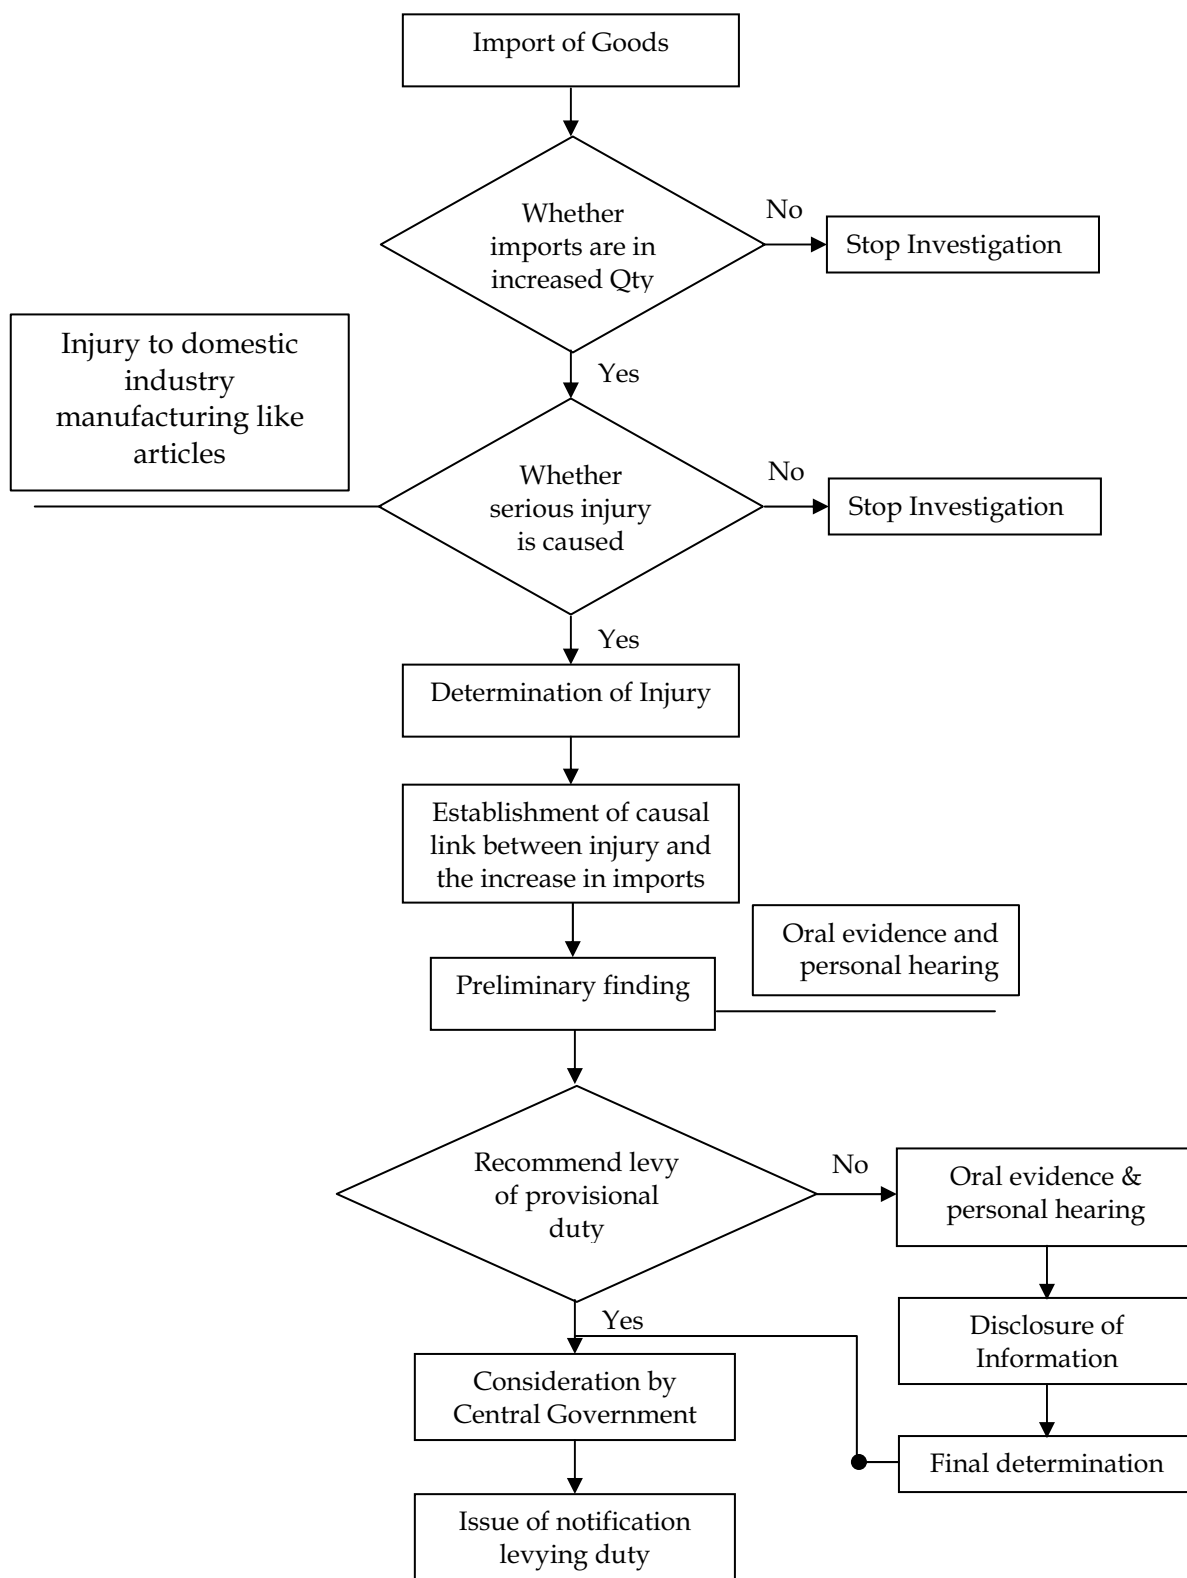 Import of Goods
Whether
imports are in
increased Qty
No
Stop Investigation
Injury to domestic
industry
manufacturing like
articles
Yes
Whether
serious injury
is caused
No
Stop Investigation
Yes
Determination of Injury
Establishment of causal
link between injury and
the increase in imports
Oral evidence and
personal hearing
Preliminary finding
Recommend levy
of provisional
duty
No
Oral evidence &
personal hearing
Yes
Disclosure of
Information
Consideration by
Central Government
Final determination
Issue of notification
levying duty